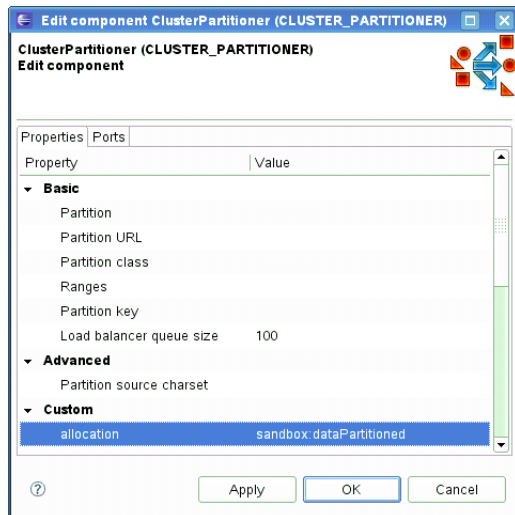 Edit component ClusterPartitioner (CLUSTER_PARTITIONER)
ClusterPartitioner (CLUSTER_PARTITIONER)
Edit component
Properties Ports
Property Value
Basic
Partition
Partition URL
Partition class
Ranges
Partition key
Load balancer queue size 100
Advanced
Partition source charset
Custom
allocation sandbox:dataPartitioned
? Apply OK Cancel